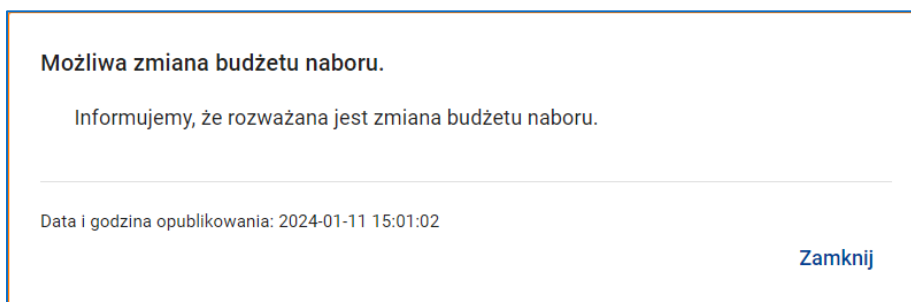 Możliwa zmiana budżetu naboru.
Informujemy, że rozważana jest zmiana budżetu naboru.
Data i godzina opublikowania: 2024-01-11 15:01:02
Zamknij